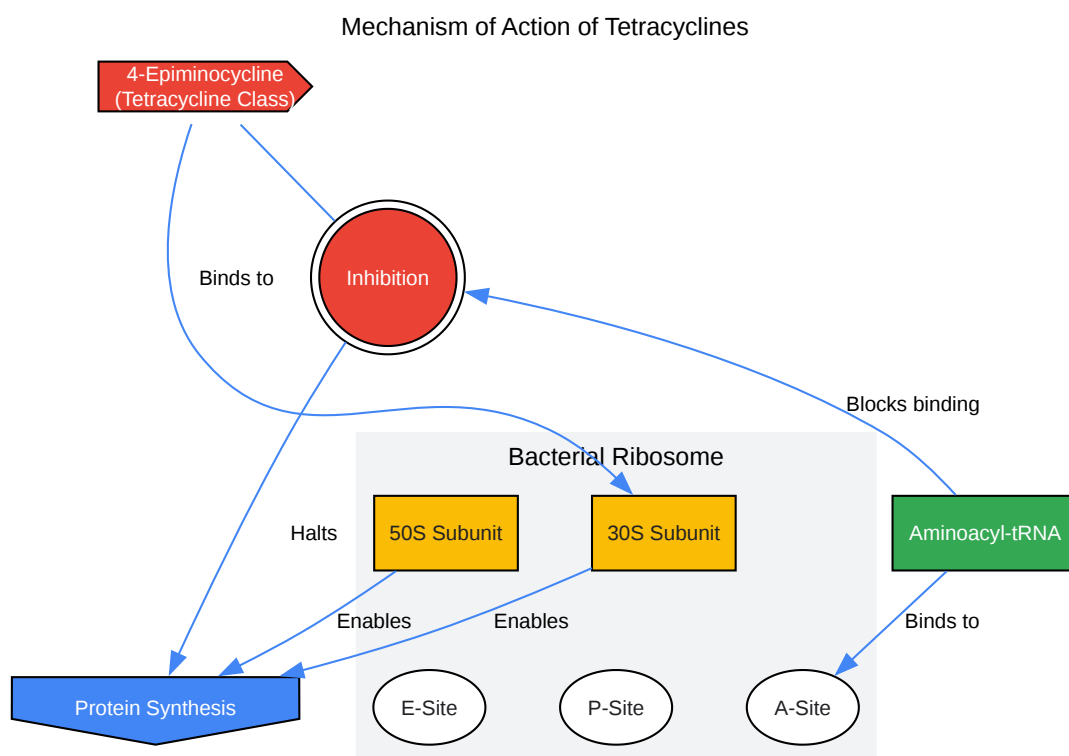 Mechanism of Action of Tetracyclines
4-Epiminocycline
(Tetracycline Class)
Inhibition
Binds to
Blocks binding
Bacterial Ribosome
50S Subunit
30S Subunit
Aminoacyl-tRNA
Halts
Enables
Enables
Binds to
Protein Synthesis
E-Site
P-Site
A-Site